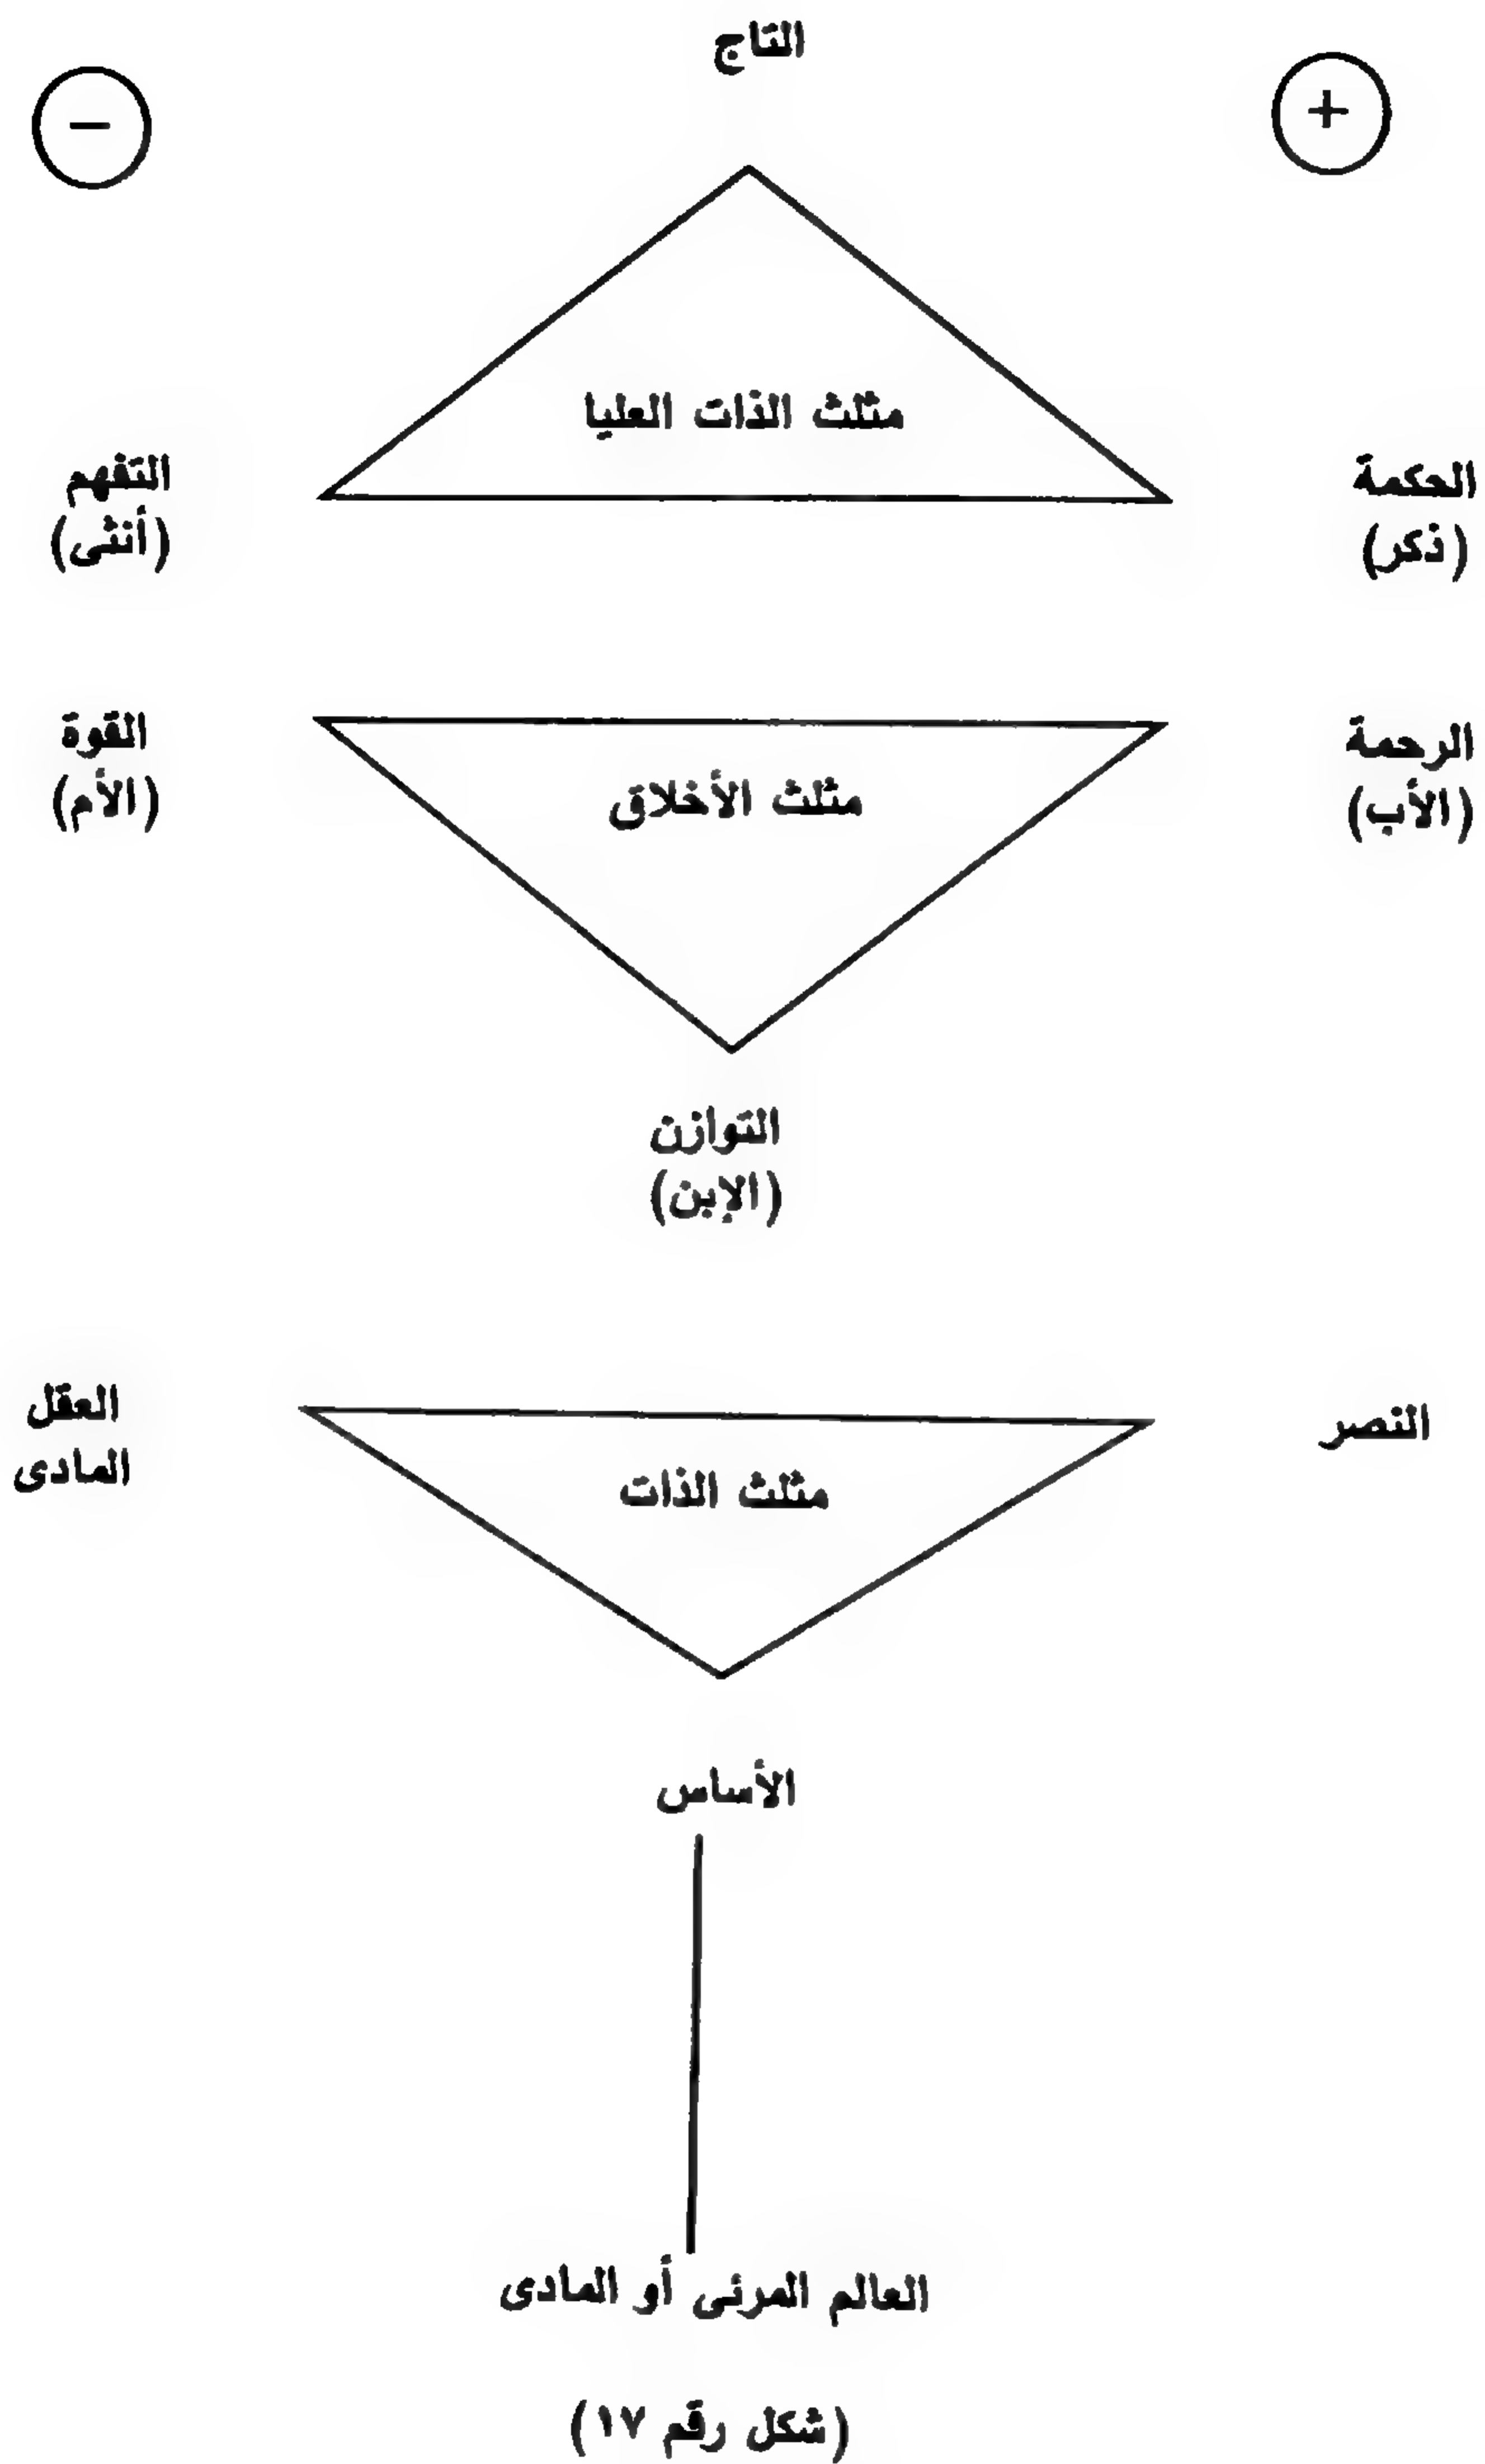 التاج
+
−
مثلث الذات العليا
الحكمة
(ذكر)
التفهم
(أنثى)
الرحمة
(الأب)
القوة
(الأم)
مثلث الأخلاق
التوازن
(الإبن)
النصر
العقل
المادى
مثلث الذات
الأساس
العالم المرئى أو المادى
(شكل رقم ١٧)